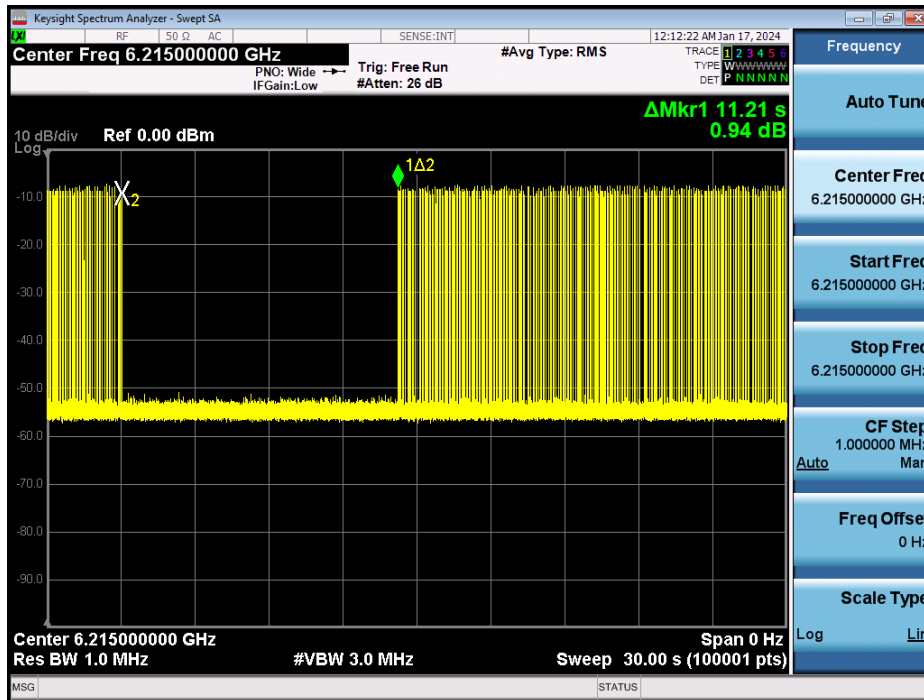 Keysight Spectrum Analyzer - Swept SA
LXI
RF
50 Ω
AC
SENSE:INT
12:12:22 AM Jan 17, 2024
Center Freq 6.215000000 GHz
PNO: Wide
IFGain:Low
Trig: Free Run
#Atten: 26 dB
#Avg Type: RMS
TRACE 1 2 3 4 5 6
TYPE WWWWWW
DET P N N N N N
ΔMkr1 11.21 s
0.94 dB
10 dB/div
Log
Ref 0.00 dBm
1Δ2
X2
-10.0
-20.0
-30.0
-40.0
-50.0
-60.0
-70.0
-80.0
-90.0
Center 6.215000000 GHz
Span 0 Hz
Res BW 1.0 MHz
#VBW 3.0 MHz
Sweep 30.00 s (100001 pts)
MSG
STATUS
Frequency
Auto Tune
Center Freq
6.215000000 GHz
Start Freq
6.215000000 GHz
Stop Freq
6.215000000 GHz
CF Step
1.000000 MHz
Auto
Man
Freq Offset
0 Hz
Scale Type
Log
Lin